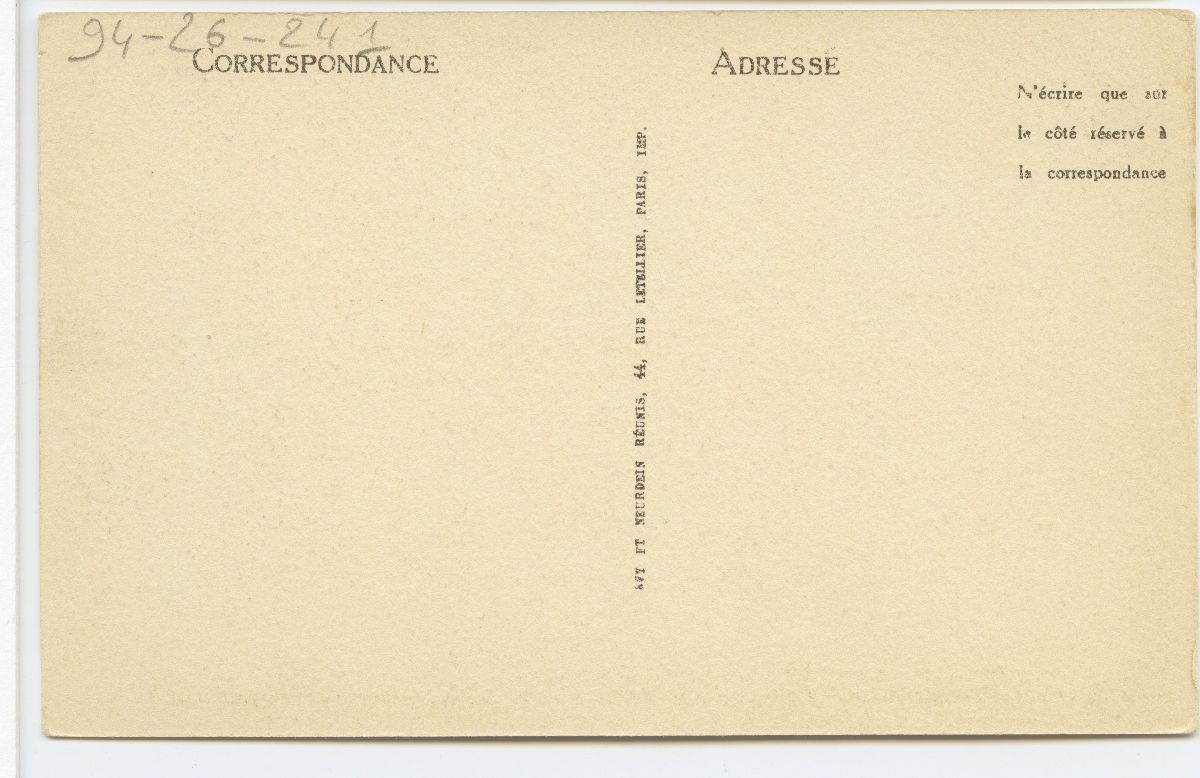 94-26-241
CORRESPONDANCE
ADRESSE
N'écrire que sur
le côté réservé à
la correspondance
ET NEURDEIN RÉUNIS, 44, RUE LETELLIER, PARIS, IMP.